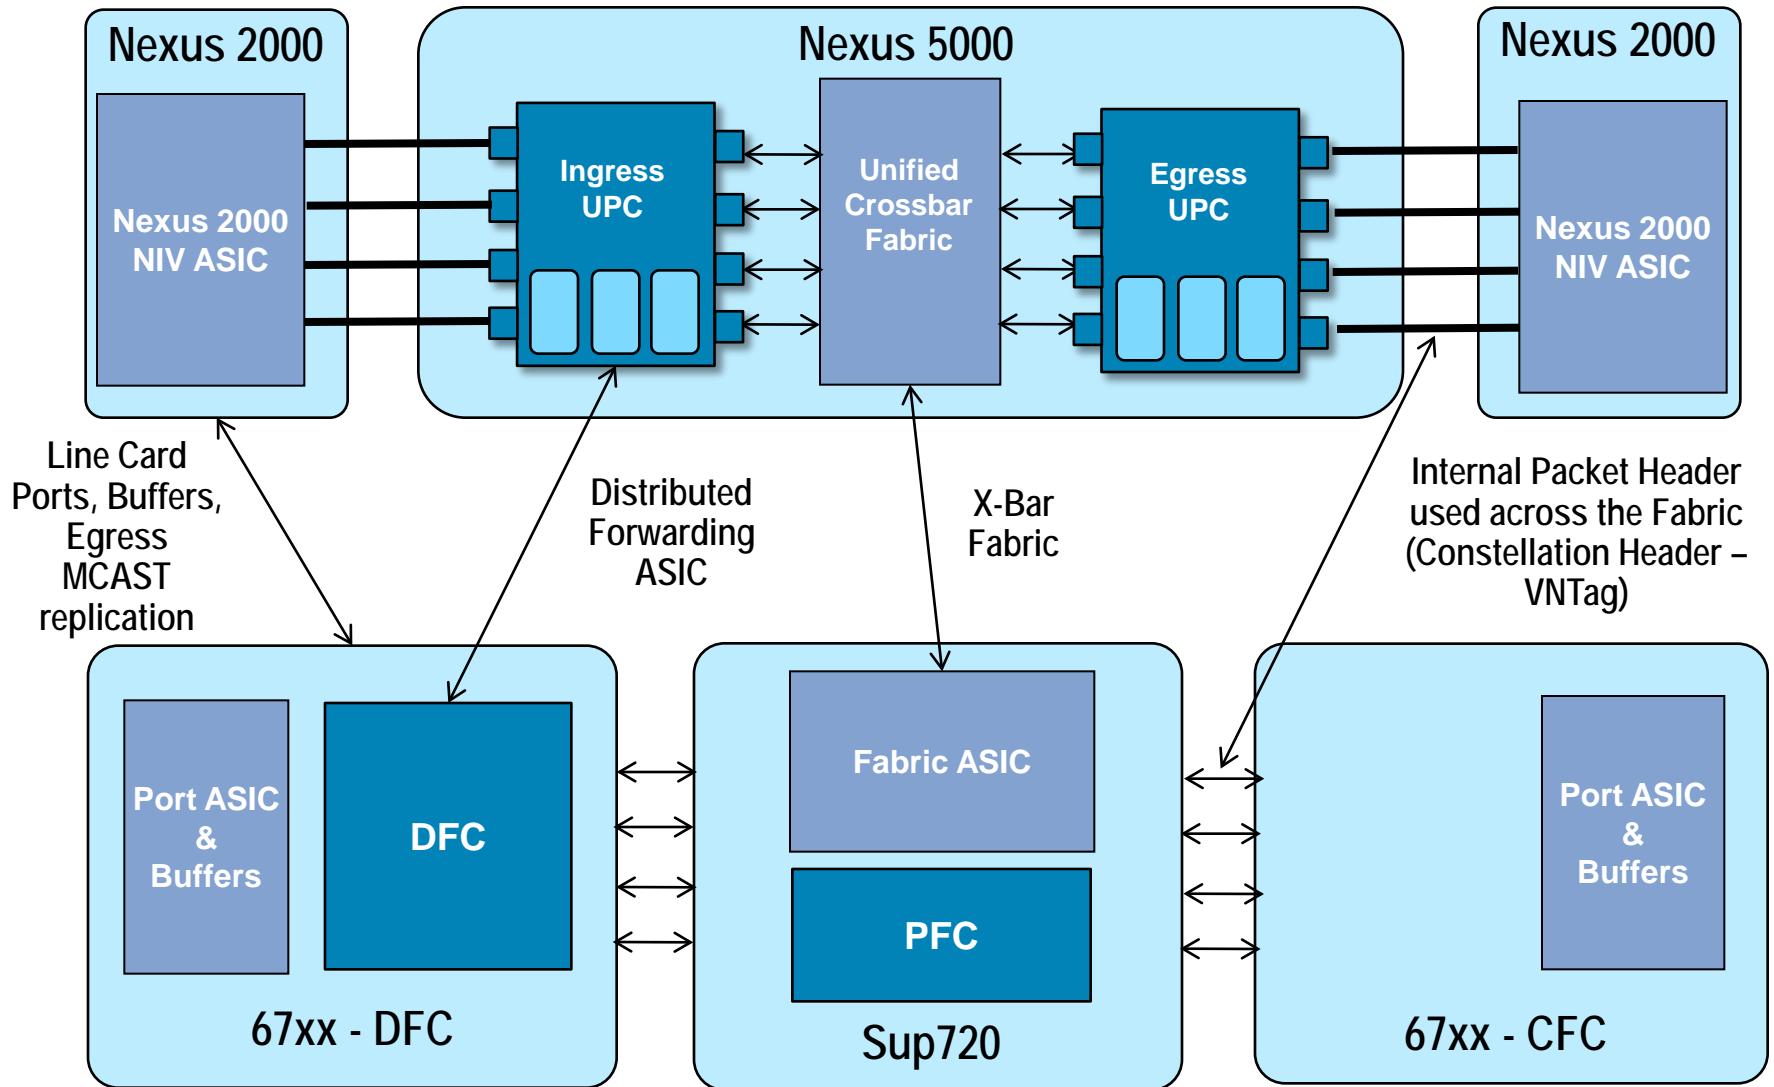 Nexus 2000
Nexus 5000
Nexus 2000
Nexus 2000
NIV ASIC
Ingress
UPC
Unified
Crossbar
Fabric
Egress
UPC
Nexus 2000
NIV ASIC
Line Card
Ports, Buffers,
Egress
MCAST
replication
Distributed
Forwarding
ASIC
X-Bar
Fabric
Internal Packet Header
used across the Fabric
(Constellation Header –
VNTag)
Port ASIC
&
Buffers
DFC
67xx - DFC
Fabric ASIC
PFC
Sup720
Port ASIC
&
Buffers
67xx - CFC